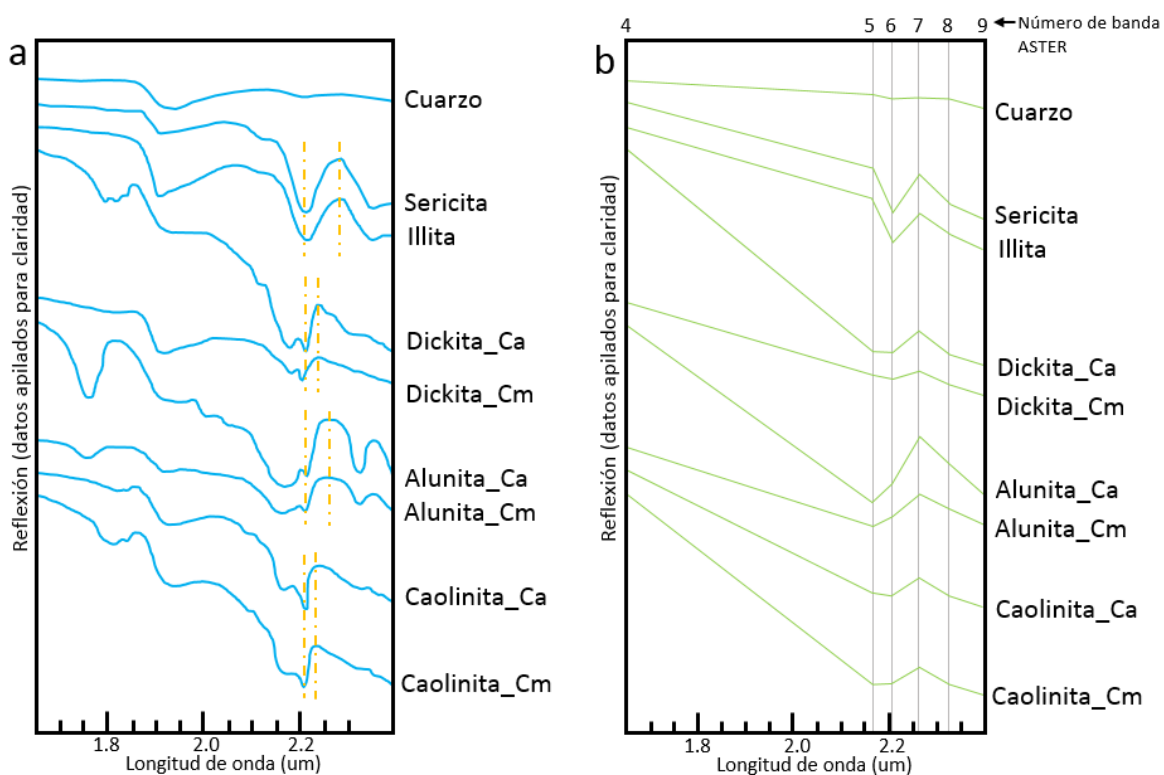 a
Reflexión (datos apilados para claridad)
Cuarzo
Sericita
Illita
Dickita_Ca
Dickita_Cm
Alunita_Ca
Alunita_Cm
Caolinita_Ca
Caolinita_Cm
1.8 2.0 2.2
Longitud de onda (um)
b
4 5 6 7 8 9 Número de banda
ASTER
Reflexión (datos apilados para claridad)
Cuarzo
Sericita
Illita
Dickita_Ca
Dickita_Cm
Alunita_Ca
Alunita_Cm
Caolinita_Ca
Caolinita_Cm
1.8 2.0 2.2
Longitud de onda (um)